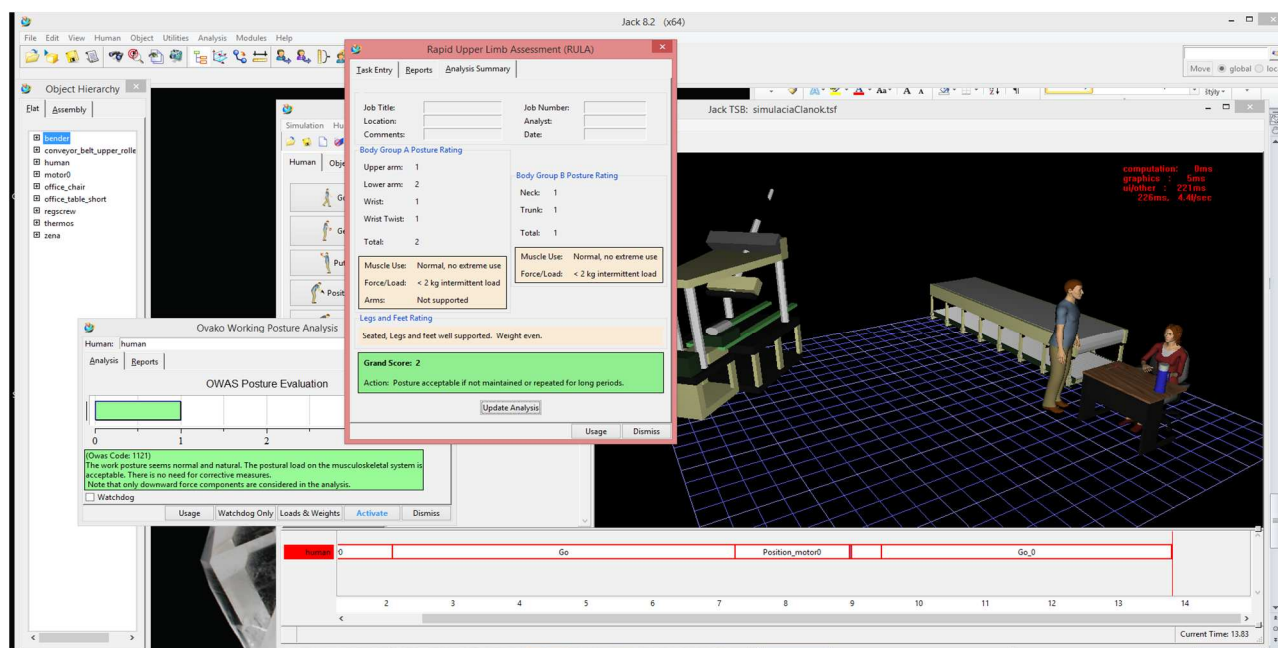 Jack 8.2 (x64)
File Edit View Human Object Utilities Analysis Modules Help
Move global
Object Hierarchy
Flat Assembly
bender
conveyor_belt_upper_rolle
human
motor0
office_chair
office_table_short
regscrew
thermos
zena
Simulation Hu
Human Obje
Ge
Put
Posit
Rapid Upper Limb Assessment (RULA)
Task Entry Reports Analysis Summary
Job Title: Job Number:
Location: Analyst:
Comments: Date:
Body Group A Posture Rating
Upper arm: 1
Lower arm: 2
Wrist: 1
Wrist Twist: 1
Total: 2
Muscle Use: Normal, no extreme use
Force/Load: < 2 kg intermittent load
Arms: Not supported
Body Group B Posture Rating
Neck: 1
Trunk: 1
Total: 1
Muscle Use: Normal, no extreme use
Force/Load: < 2 kg intermittent load
Legs and Feet Rating
Seated, Legs and feet well supported. Weight even.
Grand Score: 2
Action: Posture acceptable if not maintained or repeated for long periods.
Update Analysis
Usage Dismiss
Štýly
Jack TSB: simulaciaClanok.tsf
computation: 0ms
graphics : 5ms
ui/other : 221ms
226ms, 4.4f/sec
Ovako Working Posture Analysis
Human: human
Analysis Reports
OWAS Posture Evaluation
0 1 2
(Owas Code: 1121)
The work posture seems normal and natural. The postural load on the musculoskeletal system is
acceptable. There is no need for corrective measures.
Note that only downward force components are considered in the analysis.
Watchdog
Usage Watchdog Only Loads & Weights Activate Dismiss
human Go Position_motor0 Go_0
2 3 4 5 6 7 8 9 10 11 12 13 14
Current Time: 13.83